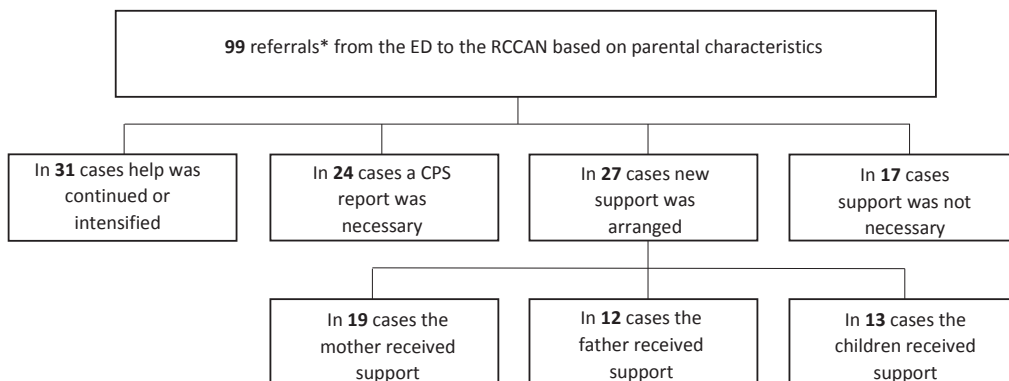 99 referrals* from the ED to the RCCAN based on parental characteristics
In 31 cases help was
continued or
intensified
In 24 cases a CPS
report was
necessary
In 27 cases new
support was
arranged
In 17 cases
support was not
necessary
In 19 cases the
mother received
support
In 12 cases the
father received
support
In 13 cases the
children received
support